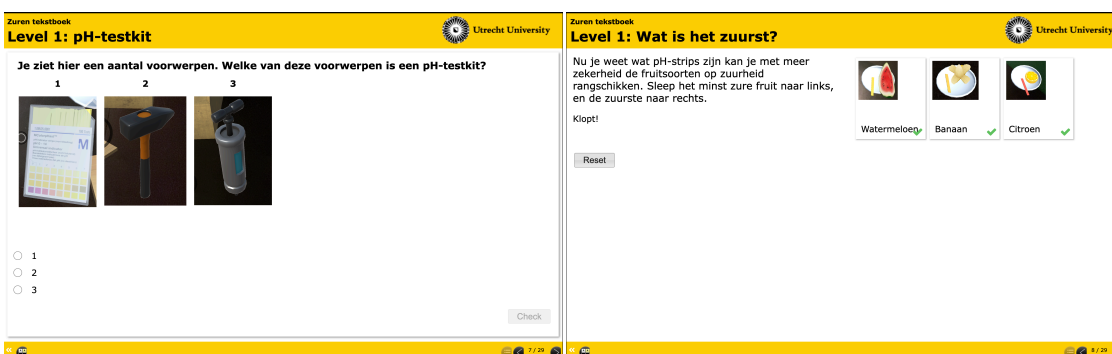 Zuren tekstboek
Level 1: pH-testkit
Utrecht University
Je ziet hier een aantal voorwerpen. Welke van deze voorwerpen is een pH-testkit?
1 2 3
M
1
2
3
Check
7 / 29
Zuren tekstboek
Level 1: Wat is het zuurst?
Utrecht University
Nu je weet wat pH-strips zijn kan je met meer
zekerheid de fruitsoorten op zuurheid
rangschikken. Sleep het minst zure fruit naar links,
en de zuurste naar rechts.
Klopt!
Reset
Watermeloen
Banaan
Citroen
8 / 29